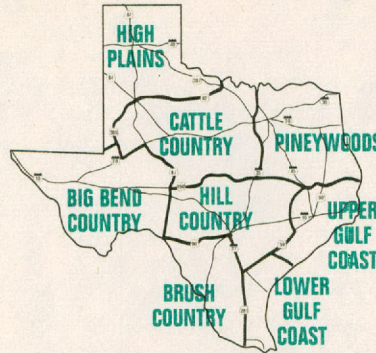 HIGH
PLAINS
CATTLE
COUNTRY
PINEYWOODS
BIG BEND
COUNTRY
HILL
COUNTRY
UPPER
GULF
COAST
BRUSH
COUNTRY
LOWER
GULF
COAST